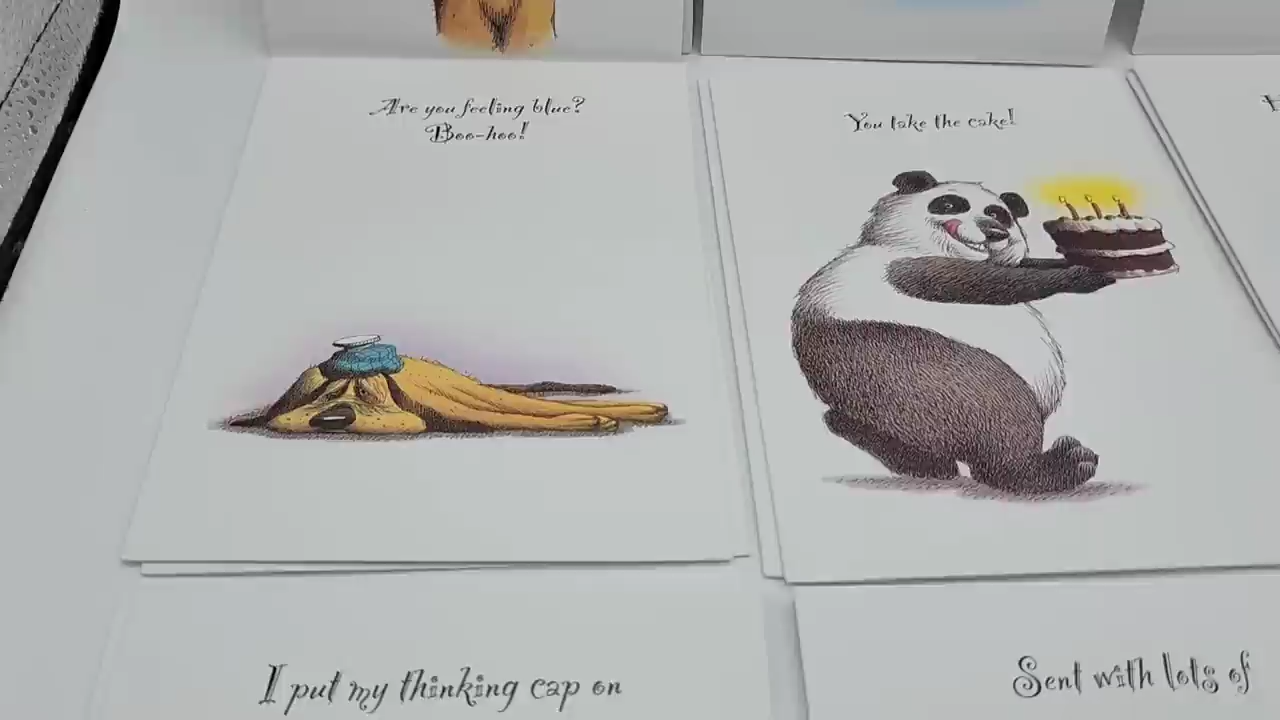 Are you feeling blue?
Boo-hoo!
You take the cake!
I put my thinking cap on
Sent with lots of